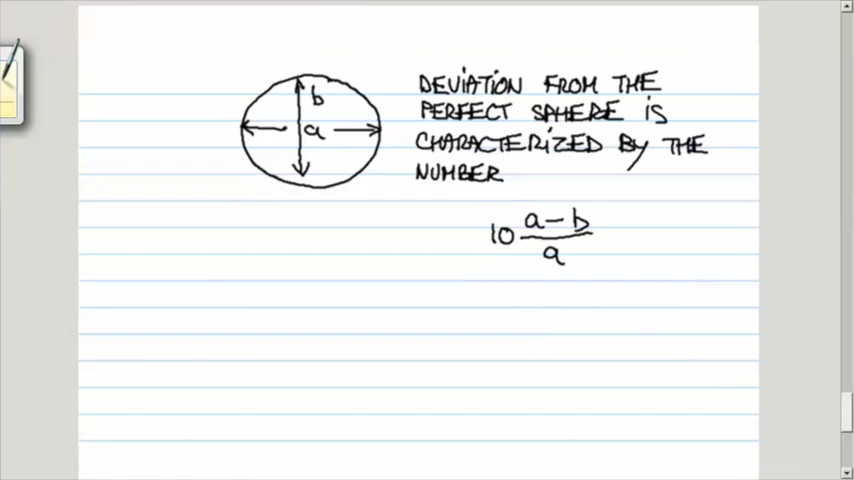 b
a
DEVIATION FROM THE
PERFECT SPHERE IS
CHARACTERIZED BY THE
NUMBER
10 (a-b)/a